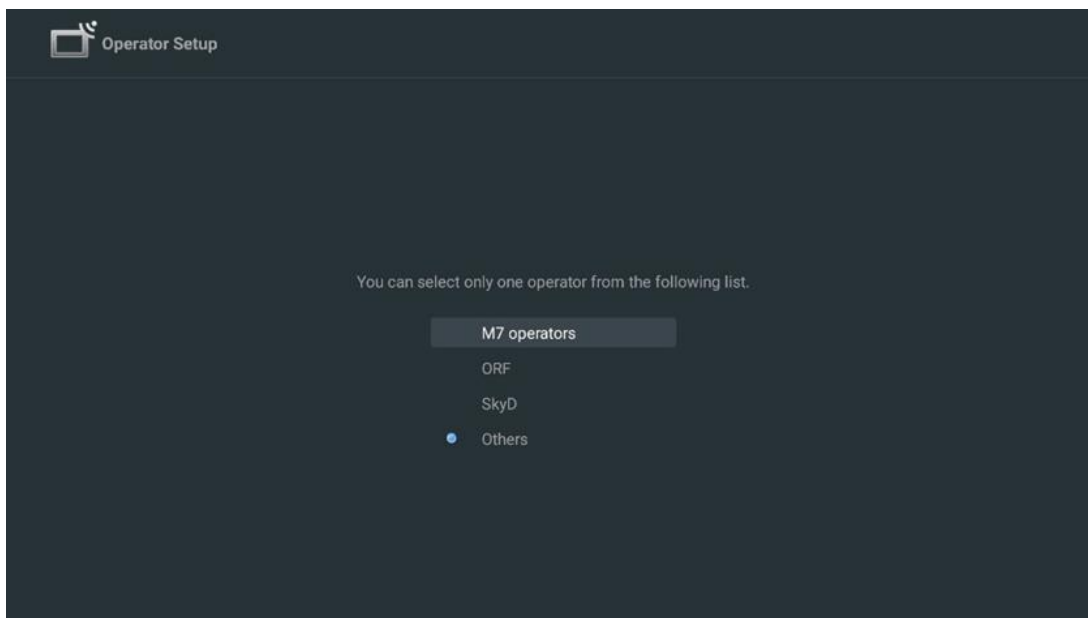 Operator Setup
You can select only one operator from the following list.
M7 operators
ORF
SkyD
Others